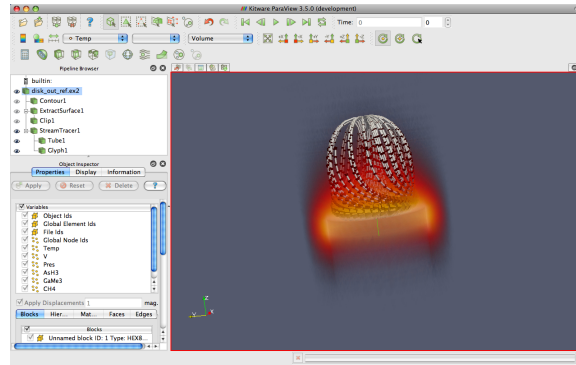 Kitware ParaView 3.5.0 (development)
Time: 0 0
Temp Volume
Pipeline Browser
builtin:
disk_out_ref.ex2
Contour1
ExtractSurface1
Clip1
StreamTracer1
Tube1
Glyph1
Object Inspector
Properties Display Information
Apply Reset Delete ?
Variables
Object Ids
Global Element Ids
File Ids
Global Node Ids
Temp
V
Pres
AsH3
GaMe3
CH4
Apply Displacements 1 mag.
Blocks Hier... Mat... Faces Edges
Blocks
Unnamed block ID: 1 Type: HEX8...
Z
Y X